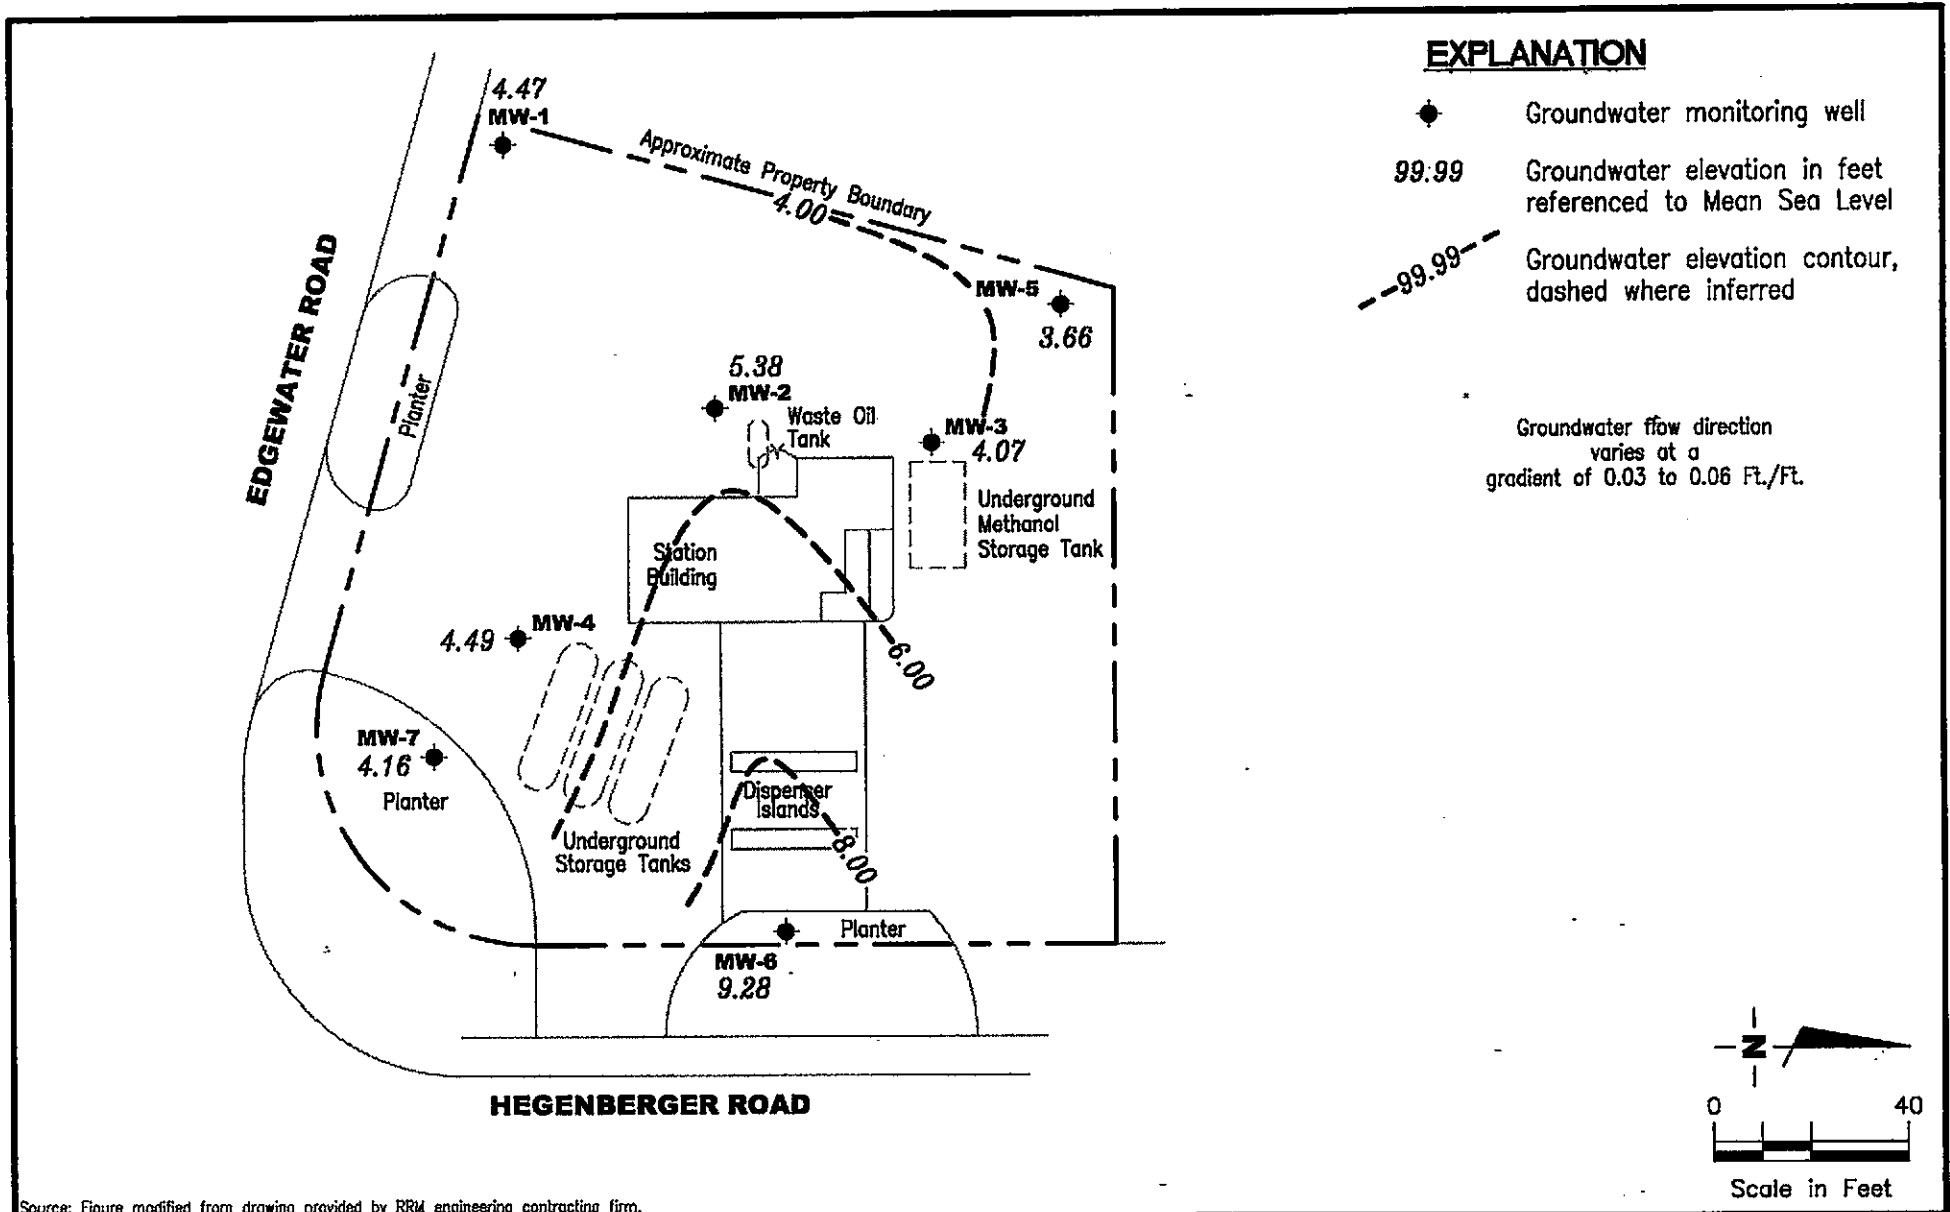 EXPLANATION
Groundwater monitoring well
99.99
Groundwater elevation in feet
referenced to Mean Sea Level
99.99
Groundwater elevation contour,
dashed where inferred
Groundwater flow direction
varies at a
gradient of 0.03 to 0.06 Ft./Ft.
4.47
MW-1
Approximate Property Boundary
4.00
MW-5
3.66
EDGEWATER ROAD
Planter
5.38
MW-2
Waste Oil
Tank
MW-3
4.07
Underground
Methanol
Storage Tank
Station
Building
4.49
MW-4
6.00
MW-7
4.16
Planter
Underground
Storage Tanks
Dispenser
Islands
8.00
Planter
MW-6
9.28
HEGENBERGER ROAD
N
0 40
Scale in Feet
Source: Figure modified from drawing provided by RRM engineering contracting firm.